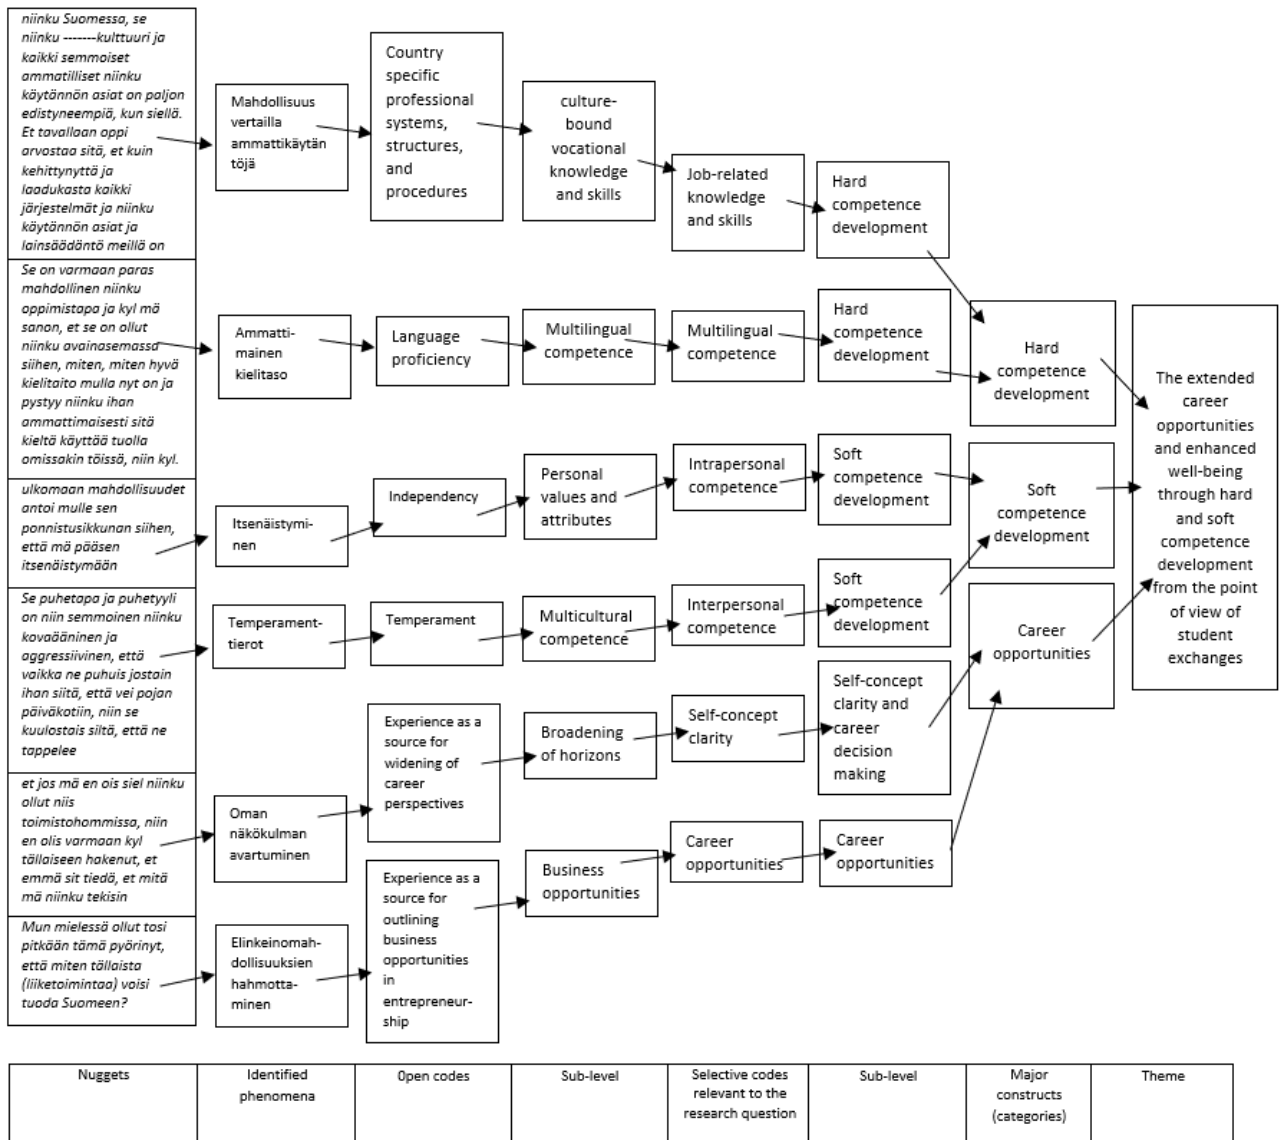 niinku Suomessa, se
niinku -------kulttuuri ja
kaikki semmoiset
ammatilliset niinku
käytännön asiat on paljon
edistyneempiä, kun siellä.
Et tavallaan oppi
arvostaa sitä, et kuin
kehittynyttä ja
laadukasta kaikki
järjestelmät ja niinku
käytännön asiat ja
lainsäädäntö meillä on
Mahdollisuus
vertailla
ammattikäytän
töjä
Country
specific
professional
systems,
structures,
and
procedures
culture-
bound
vocational
knowledge
and skills
Job-related
knowledge
and skills
Hard
competence
development
Se on varmaan paras
mahdollinen niinku
oppimistapa ja kyl mä
sanon, et se on ollut
niinku avainasemassa
siihen, miten, miten hyvä
kielitaito mulla nyt on ja
pystyy niinku ihan
ammattimaisesti sitä
kieltä käyttää tuolla
omissakin töissä, niin kyl.
Ammatti-
mainen
kielitaso
Language
proficiency
Multilingual
competence
Multilingual
competence
Hard
competence
development
Hard
competence
development
ulkomaan mahdollisuudet
antoi mulle sen
ponnistusikkunan siihen,
että mä pääsen
itsenäistymään
Itsenäistymi-
nen
Independency
Personal
values and
attributes
Intrapersonal
competence
Soft
competence
development
Soft
competence
development
Se puhetapa ja puhetyyli
on niin semmoinen niinku
kovaääninen ja
aggressiivinen, että
vaikka ne puhuis jostain
ihan siitä, että vei pojan
päiväkotiin, niin se
kuulostais siltä, että ne
tappelee
Temperament-
tierot
Temperament
Multicultural
competence
Interpersonal
competence
Soft
competence
development
et jos mä en ois siel niinku
ollut niis
toimistohommissa, niin
en olis varmaan kyl
tällaiseen hakenut, et
emmä sit tiedä, et mitä
mä niinku tekisin
Oman
näkökulman
avartuminen
Experience as a
source for
widening of
career
perspectives
Broadening
of horizons
Self-concept
clarity
Self-concept
clarity and
career
decision
making
Career
opportunities
Mun mielessä ollut tosi
pitkään tämä pyörinyt,
että miten tällaista
(liiketoimintaa) voisi
tuoda Suomeen?
Elinkeinomah-
dollisuuksien
hahmotta-
minen
Experience as a
source for
outlining
business
opportunities
in
entrepreneur-
ship
Business
opportunities
Career
opportunities
Career
opportunities
The extended
career
opportunities
and enhanced
well-being
through hard
and soft
competence
development
from the point
of view of
student
exchanges
Nuggets
Identified
phenomena
Open codes
Sub-level
Selective codes
relevant to the
research question
Sub-level
Major
constructs
(categories)
Theme